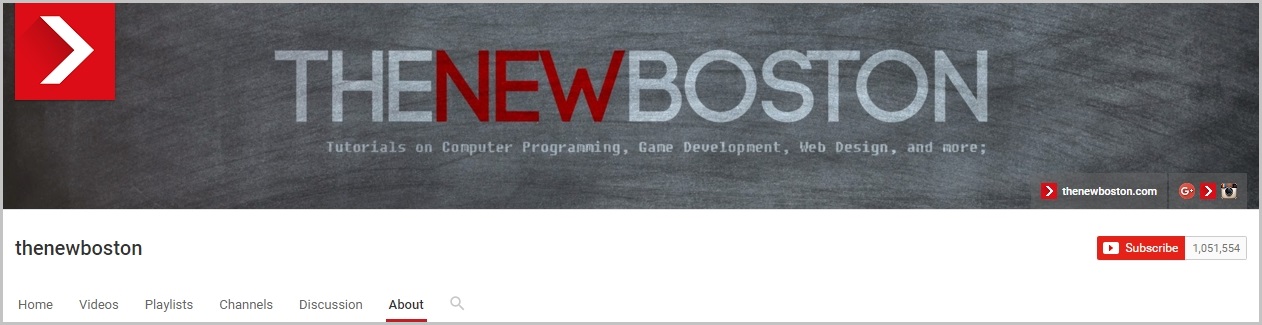 THENEWBOSTON
Tutorials on Computer Programming, Game Development, Web Design, and more;
thenewboston.com
G+
thenewboston
Subscribe 1,051,554
Home Videos Playlists Channels Discussion About